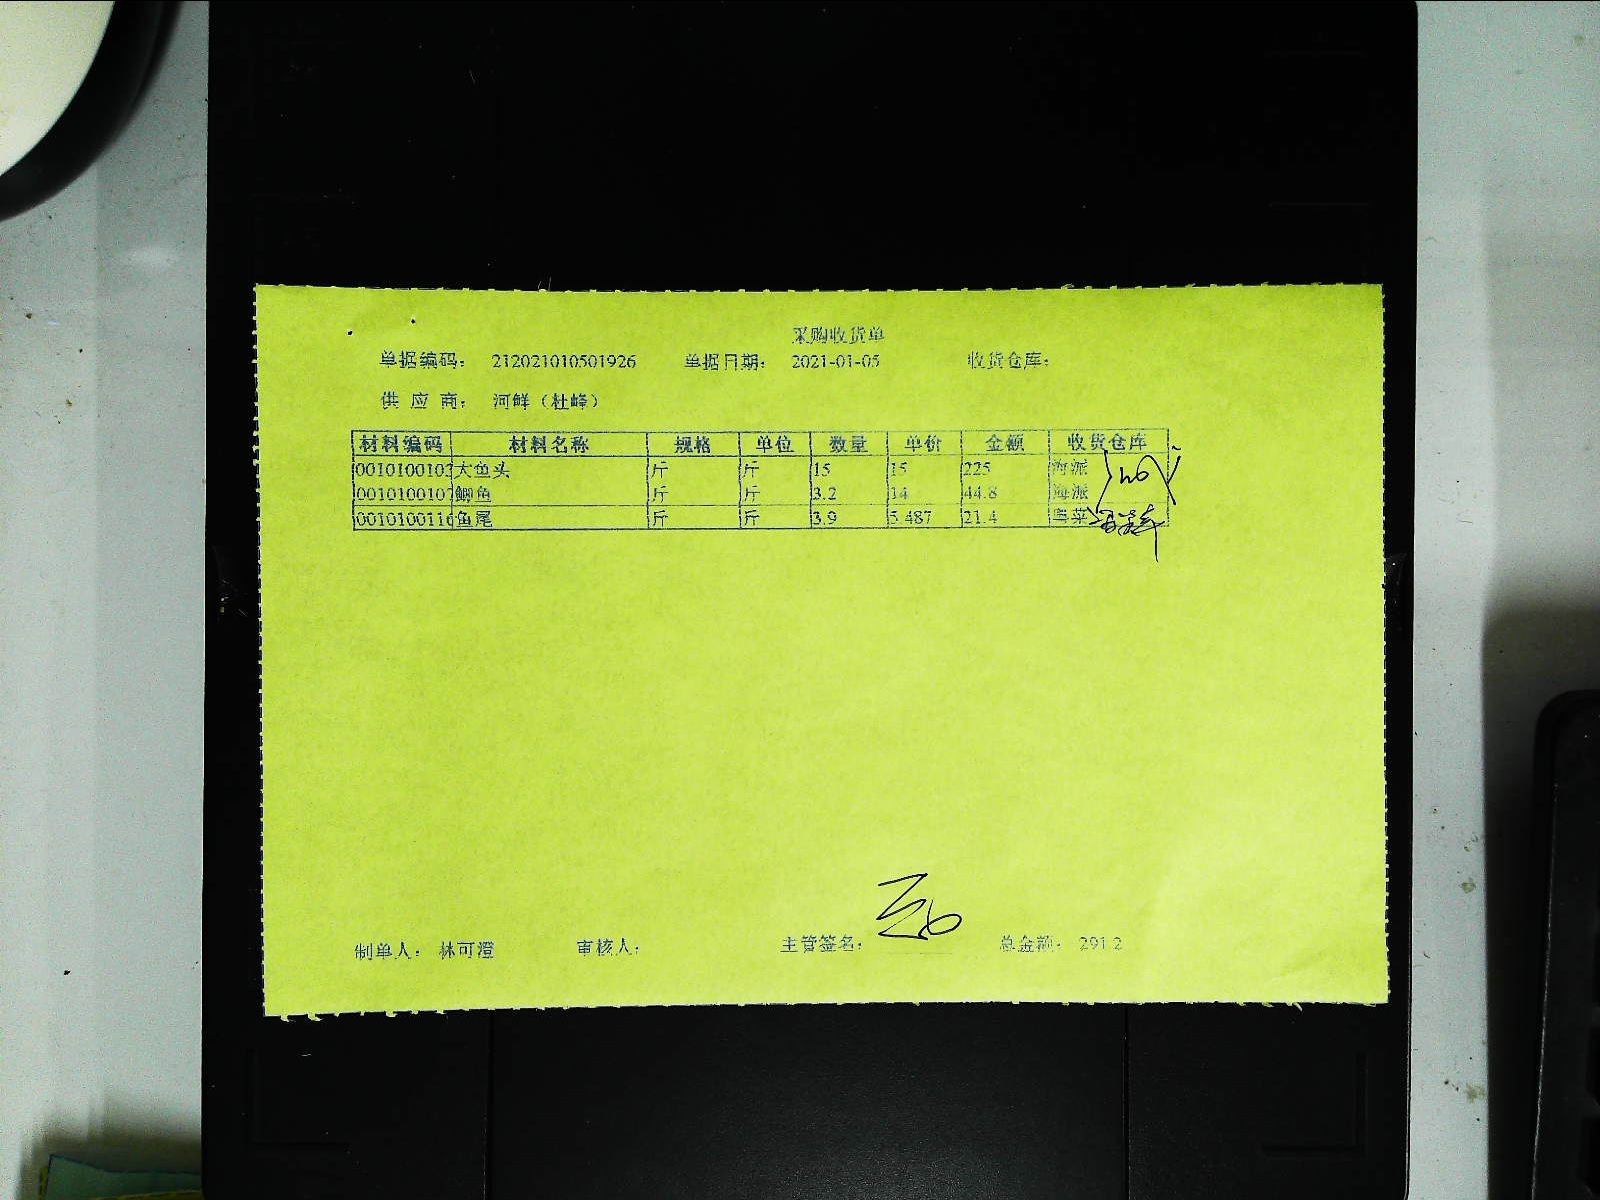 采购收货单
单据编码: 212021010501926 单据日期: 2021-01-05 收货仓库:
供应商: 河鲜（杜峰）
材料编码 材料名称 规格 单位 数量 单价 金额 收货仓库
0010100103 大鱼头 斤 斤 15 15 225 海派
0010100107 鲫鱼 斤 斤 3.2 14 44.8 海派
0010100116 鱼尾 斤 斤 3.9 5.487 21.4 粤菜
制单人: 林可澄 审核人: 主管签名: 总金额: 291.2